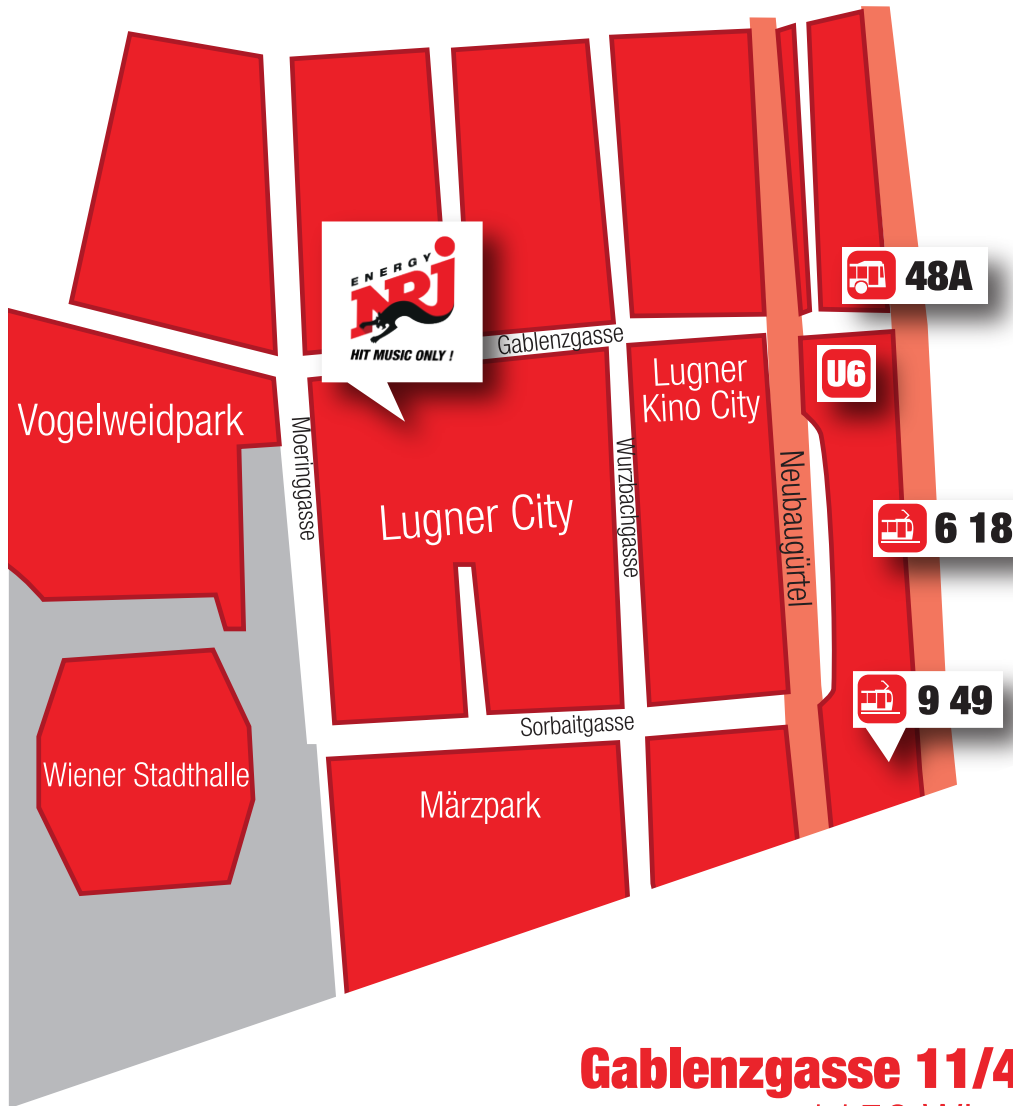 ENERGY
NRJ
HIT MUSIC ONLY !
48A
Gablenzgasse
U6
Lugner
Kino City
Vogelweidpark
Moeringgasse
Wurzbachgasse
Neubaugürtel
Lugner City
6 18
9 49
Sorbaitgasse
Wiener Stadthalle
Märzpark
Gablenzgasse 11/4